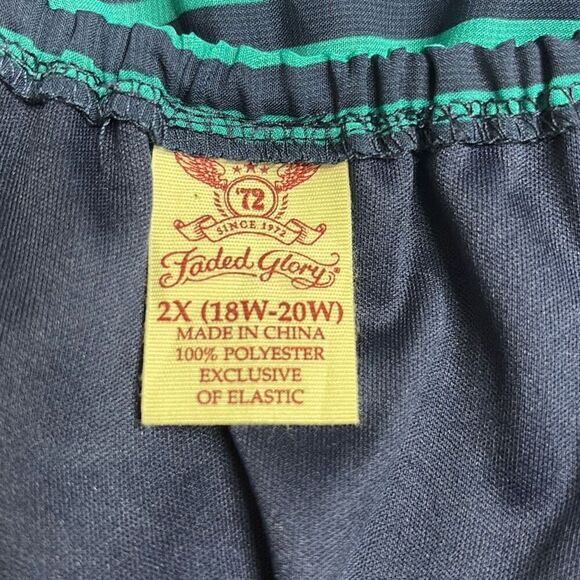 '72
SINCE 1972
Faded Glory®
2X (18W-20W)
MADE IN CHINA
100% POLYESTER
EXCLUSIVE
OF ELASTIC